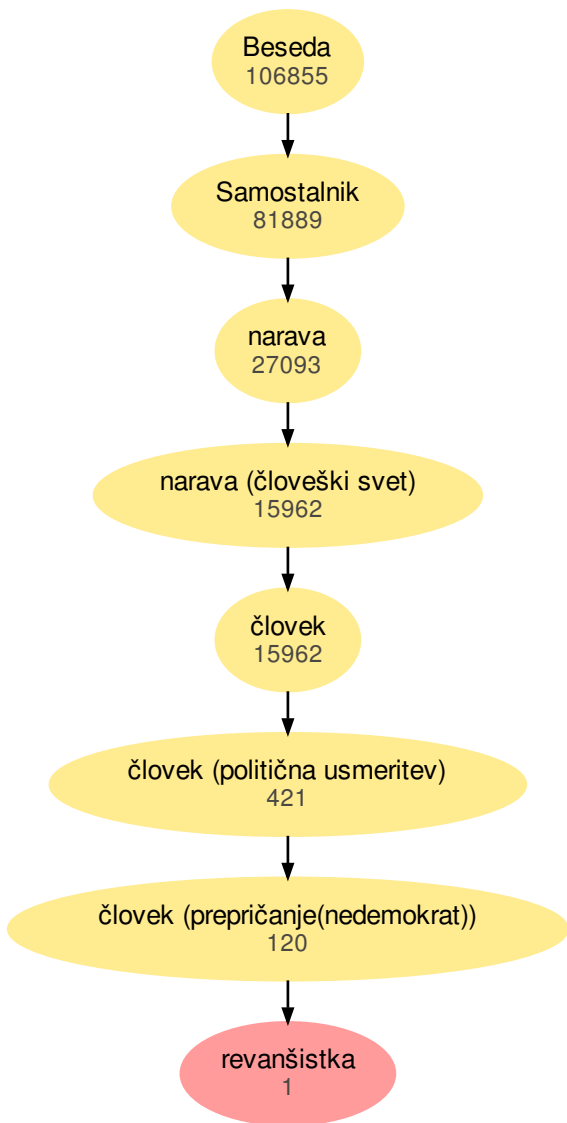 Beseda
106855
Samostalnik
81889
narava
27093
narava (človeški svet)
15962
človek
15962
človek (politična usmeritev)
421
človek (prepričanje(nedemokrat))
120
revanšistka
1